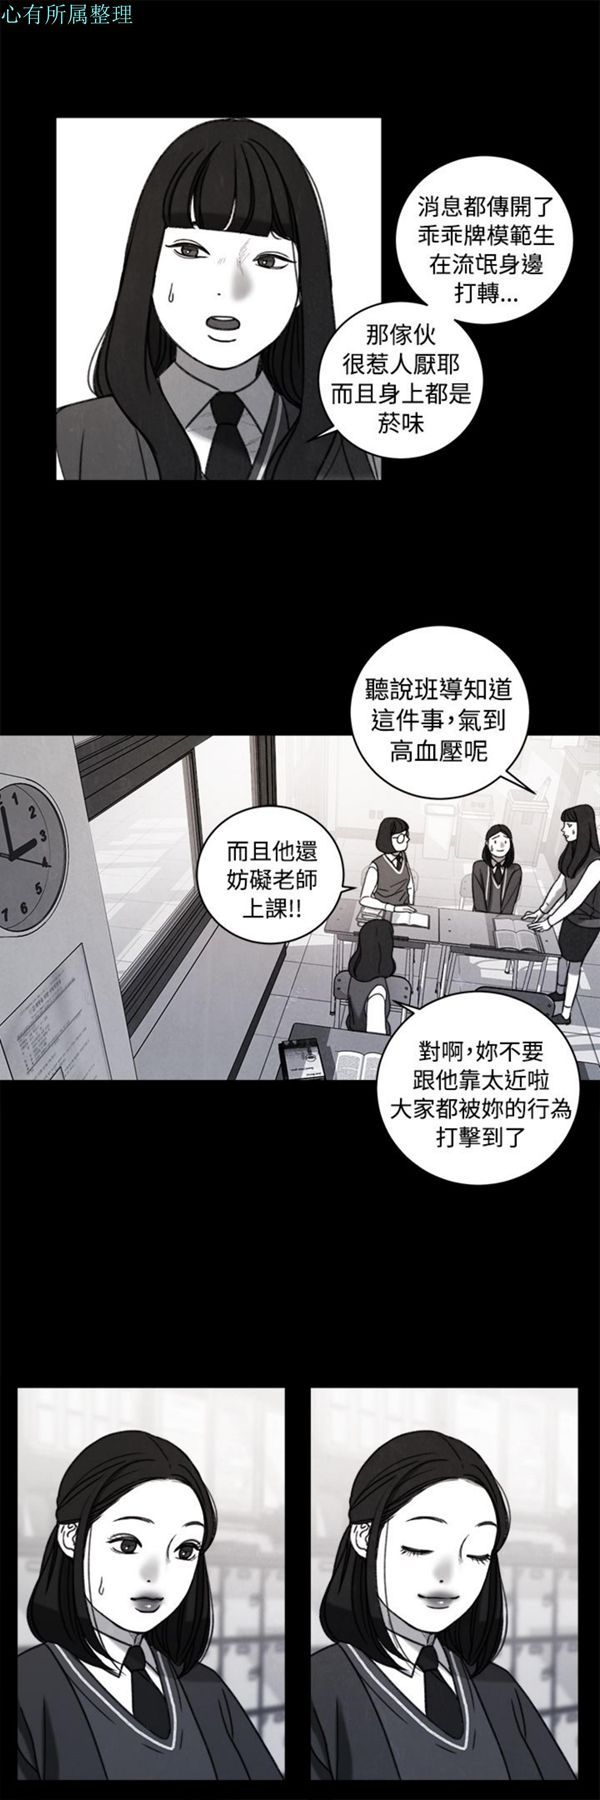 心有所属整理
消息都傳開了
乖乖牌模範生
在流氓身邊
打轉...
那傢伙
很惹人厭耶
而且身上都是
菸味
聽說班導知道
這件事，氣到
高血壓呢
而且他還
妨礙老師
上課!!
對啊，妳不要
跟他靠太近啦
大家都被妳的行為
打擊到了